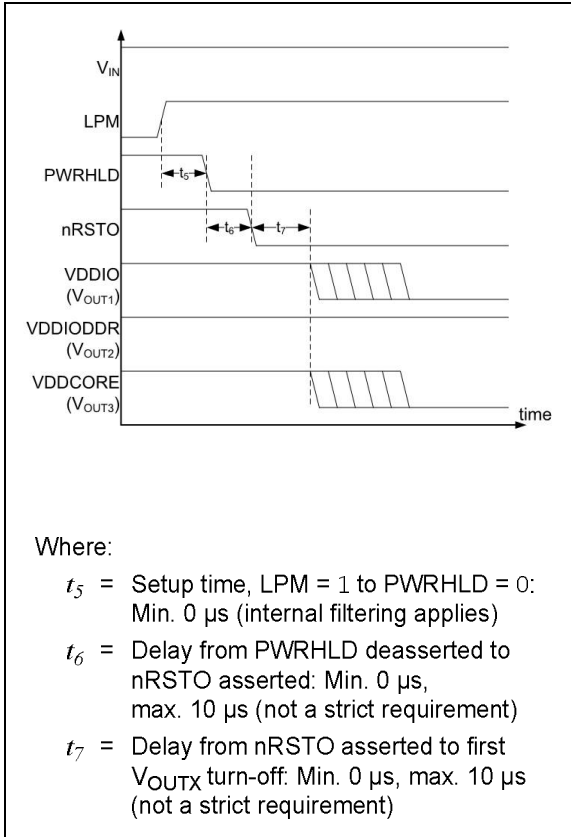 V_IN
LPM
PWRHLD
t5
nRSTO
t6
t7
VDDIO
(V_OUT1)
VDDIODDR
(V_OUT2)
VDDCORE
(V_OUT3)
time
Where:
t5 = Setup time, LPM = 1 to PWRHLD = 0:
Min. 0 µs (internal filtering applies)
t6 = Delay from PWRHLD deasserted to
nRSTO asserted: Min. 0 µs,
max. 10 µs (not a strict requirement)
t7 = Delay from nRSTO asserted to first
V_OUTX turn-off: Min. 0 µs, max. 10 µs
(not a strict requirement)